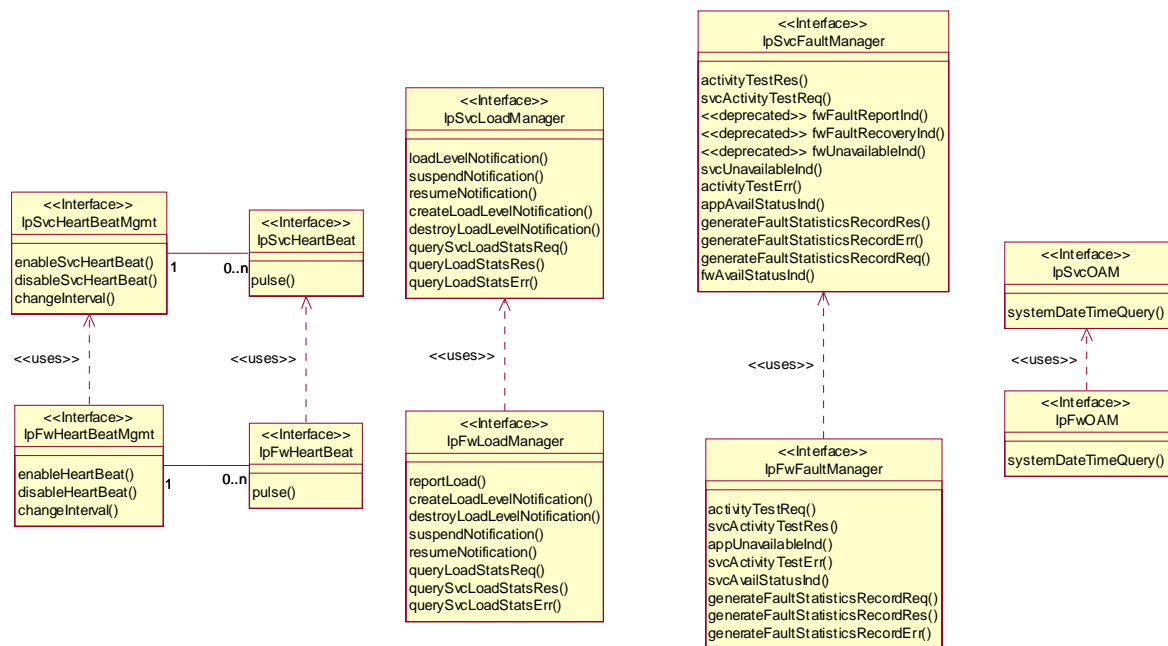 <<Interface>>
IpSvcHeartBeatMgmt
enableSvcHeartBeat()
disableSvcHeartBeat()
changeInterval()
1
0..n
<<Interface>>
IpSvcHeartBeat
pulse()
<<Interface>>
IpSvcLoadManager
loadLevelNotification()
suspendNotification()
resumeNotification()
createLoadLevelNotification()
destroyLoadLevelNotification()
querySvcLoadStatsReq()
queryLoadStatsRes()
queryLoadStatsErr()
<<Interface>>
IpSvcFaultManager
activityTestRes()
svcActivityTestReq()
<<deprecated>> fwFaultReportInd()
<<deprecated>> fwFaultRecoveryInd()
<<deprecated>> fwUnavailableInd()
svcUnavailableInd()
activityTestErr()
appAvailStatusInd()
generateFaultStatisticsRecordRes()
generateFaultStatisticsRecordErr()
generateFaultStatisticsRecordReq()
fwAvailStatusInd()
<<Interface>>
IpSvcOAM
systemDateTimeQuery()
<<uses>>
<<uses>>
<<uses>>
<<uses>>
<<uses>>
<<Interface>>
IpFwHeartBeatMgmt
enableHeartBeat()
disableHeartBeat()
changeInterval()
1
0..n
<<Interface>>
IpFwHeartBeat
pulse()
<<Interface>>
IpFwLoadManager
reportLoad()
createLoadLevelNotification()
destroyLoadLevelNotification()
suspendNotification()
resumeNotification()
queryLoadStatsReq()
querySvcLoadStatsRes()
querySvcLoadStatsErr()
<<Interface>>
IpFwFaultManager
activityTestReq()
svcActivityTestRes()
appUnavailableInd()
svcActivityTestErr()
svcAvailStatusInd()
generateFaultStatisticsRecordReq()
generateFaultStatisticsRecordRes()
generateFaultStatisticsRecordErr()
<<Interface>>
IpFwOAM
systemDateTimeQuery()